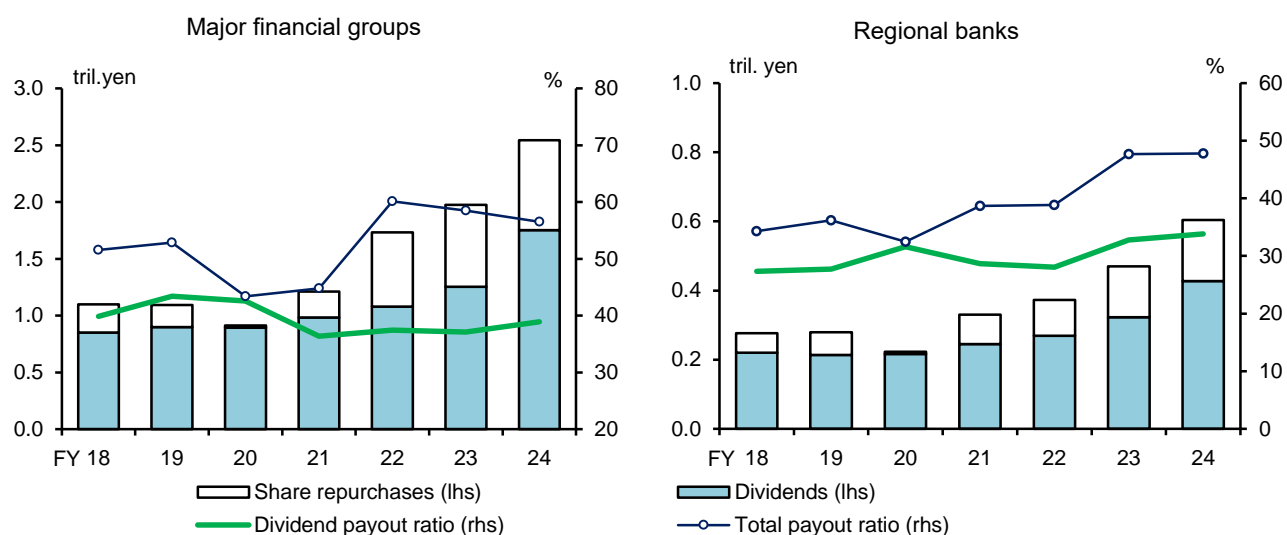 Major financial groups
tril.yen %
3.0 80
2.5 70
2.0 60
1.5 50
1.0 40
0.5 30
0.0 20
FY 18 19 20 21 22 23 24
Regional banks
tril. yen %
1.0 60
50
0.8
40
0.6
30
0.4
20
0.2
10
0.0 0
FY 18 19 20 21 22 23 24
Share repurchases (lhs)
Dividends (lhs)
Dividend payout ratio (rhs)
Total payout ratio (rhs)